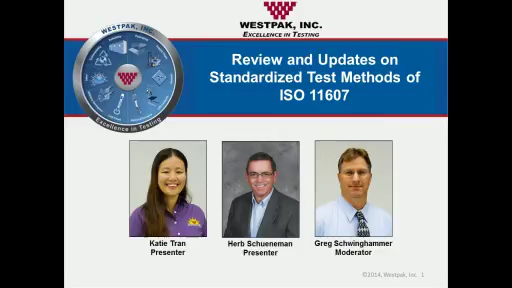 WESTPAK, INC.
EXCELLENCE IN TESTING
WESTPAK, INC.
Excellence in Testing
Review and Updates on
Standardized Test Methods of
ISO 11607
Katie Tran
Presenter
Herb Schueneman
Presenter
Greg Schwinghammer
Moderator
©2014, Westpak, Inc. 1